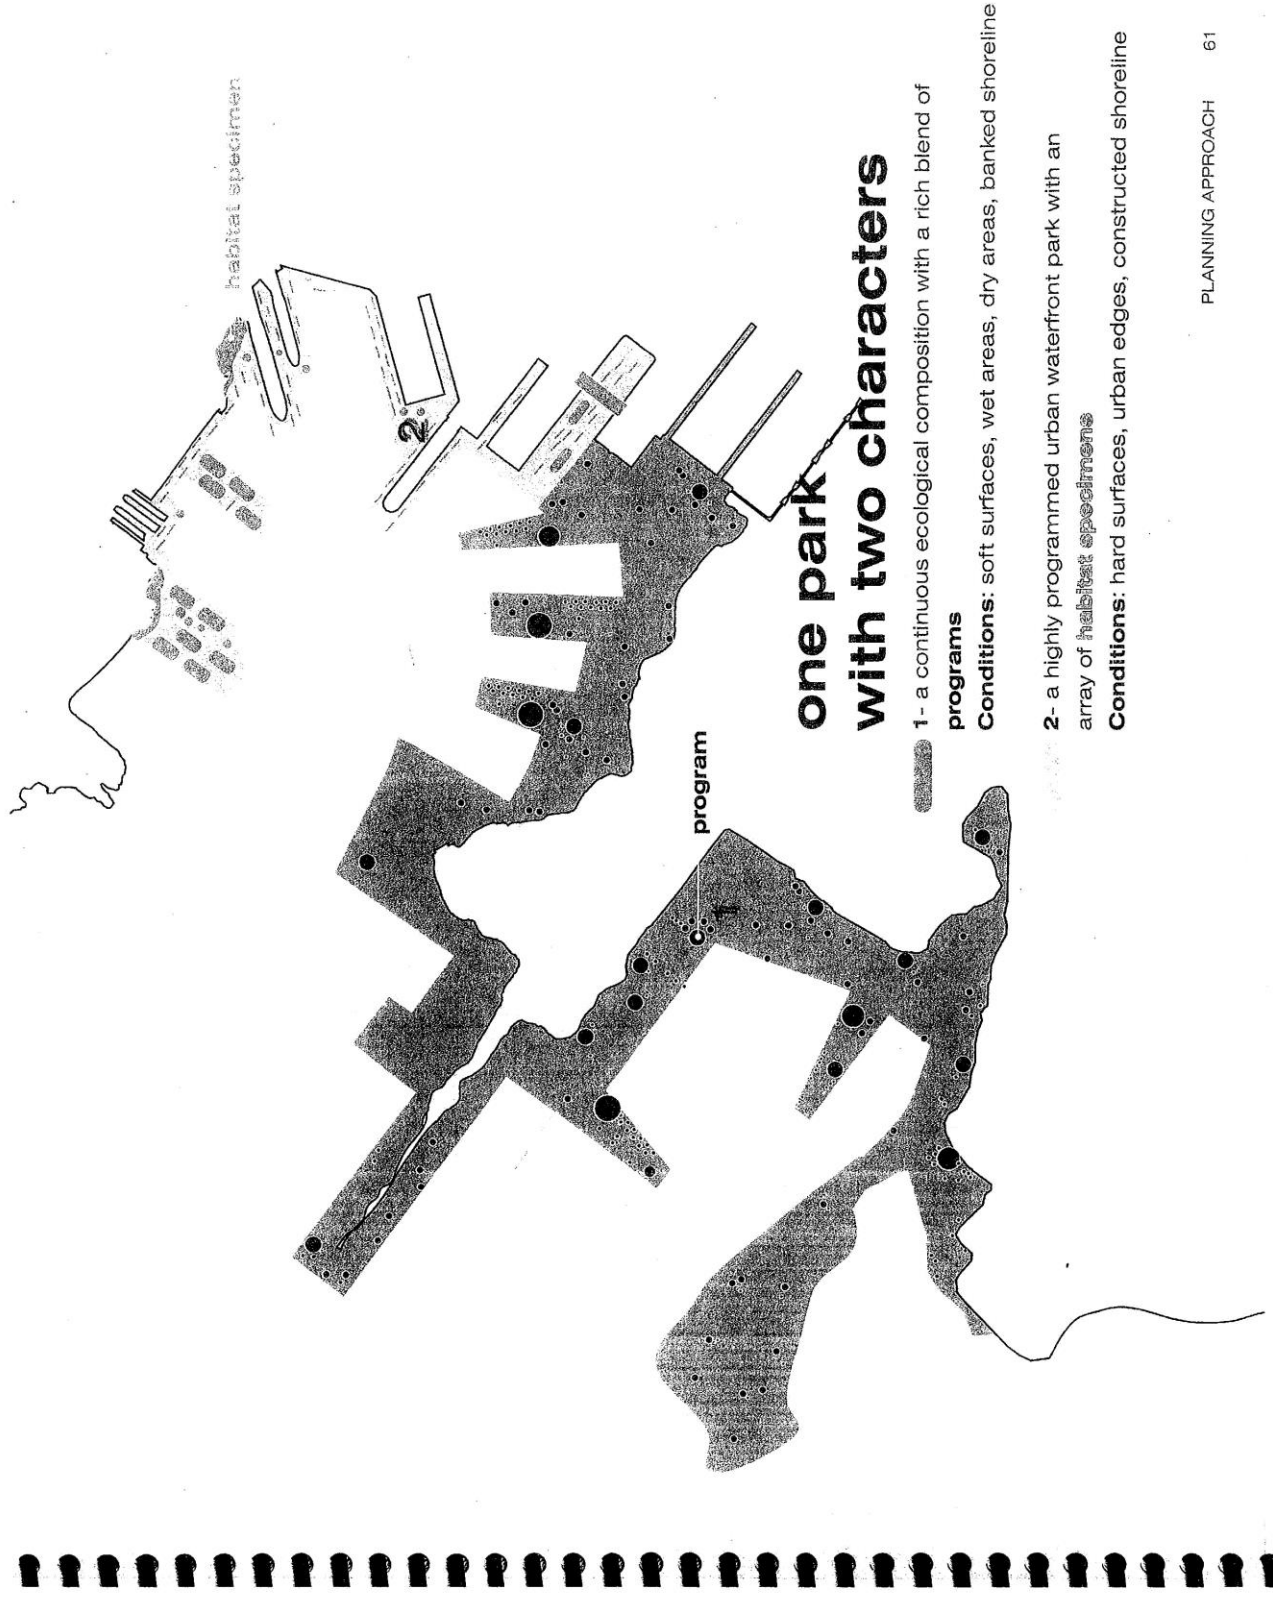 habitat specimen
2
program
1
one park
with two characters
1- a continuous ecological composition with a rich blend of
programs
Conditions: soft surfaces, wet areas, dry areas, banked shoreline
2- a highly programmed urban waterfront park with an
array of habitat specimens
Conditions: hard surfaces, urban edges, constructed shoreline
PLANNING APPROACH 61